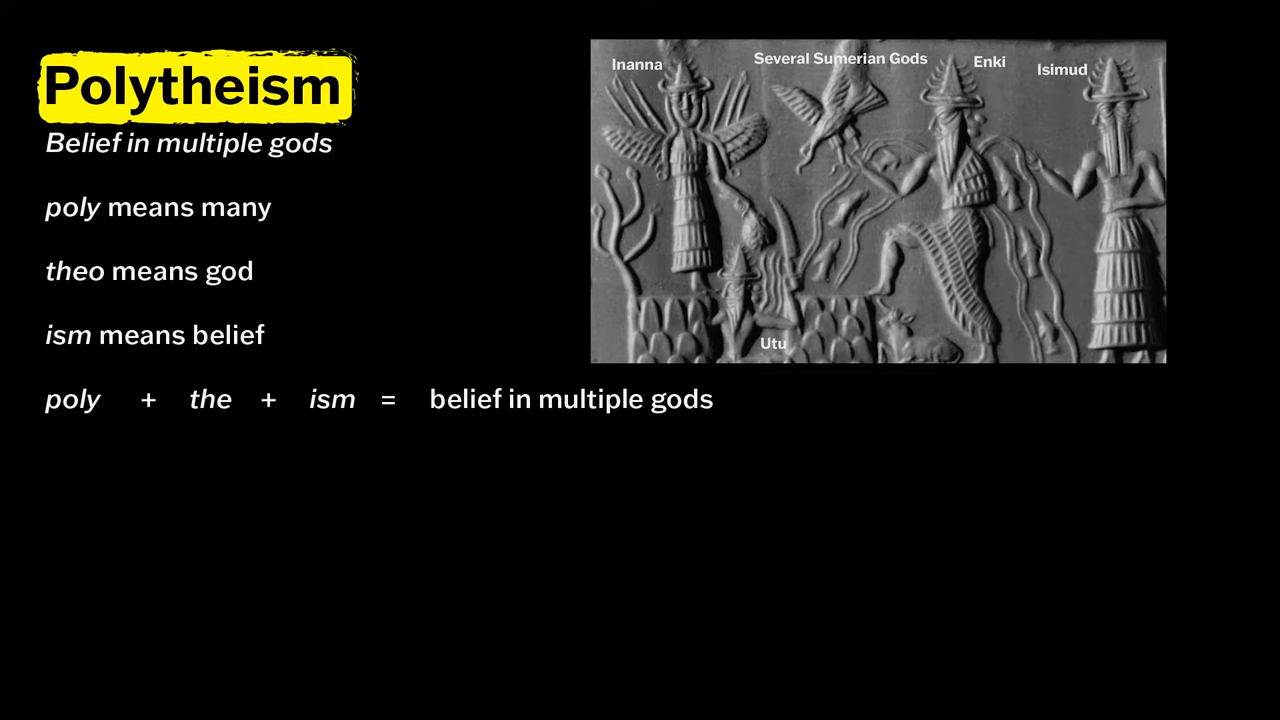 Polytheism
Belief in multiple gods
poly means many
theo means god
ism means belief
poly + the + ism = belief in multiple gods
Inanna
Several Sumerian Gods
Enki
Isimud
Utu